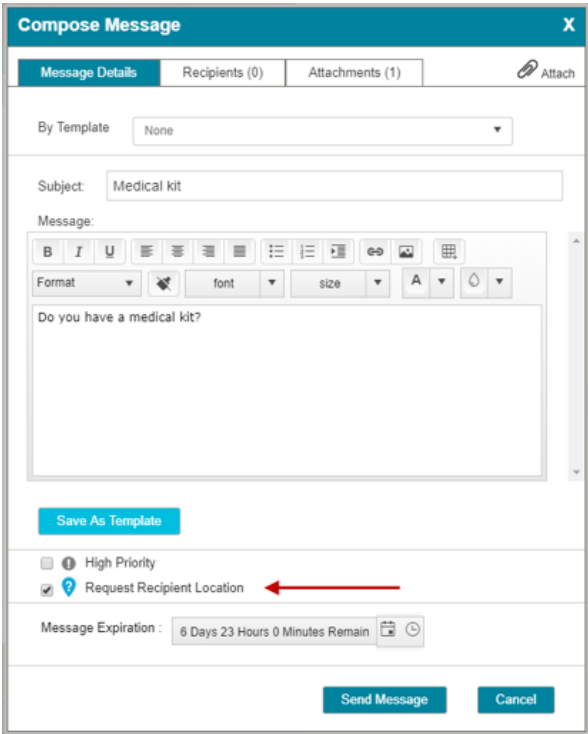 Compose Message X
Message Details Recipients (0) Attachments (1) Attach
By Template None
Subject: Medical kit
Message:
B I U
Format font size A
Do you have a medical kit?
Save As Template
High Priority
Request Recipient Location
Message Expiration : 6 Days 23 Hours 0 Minutes Remain
Send Message Cancel